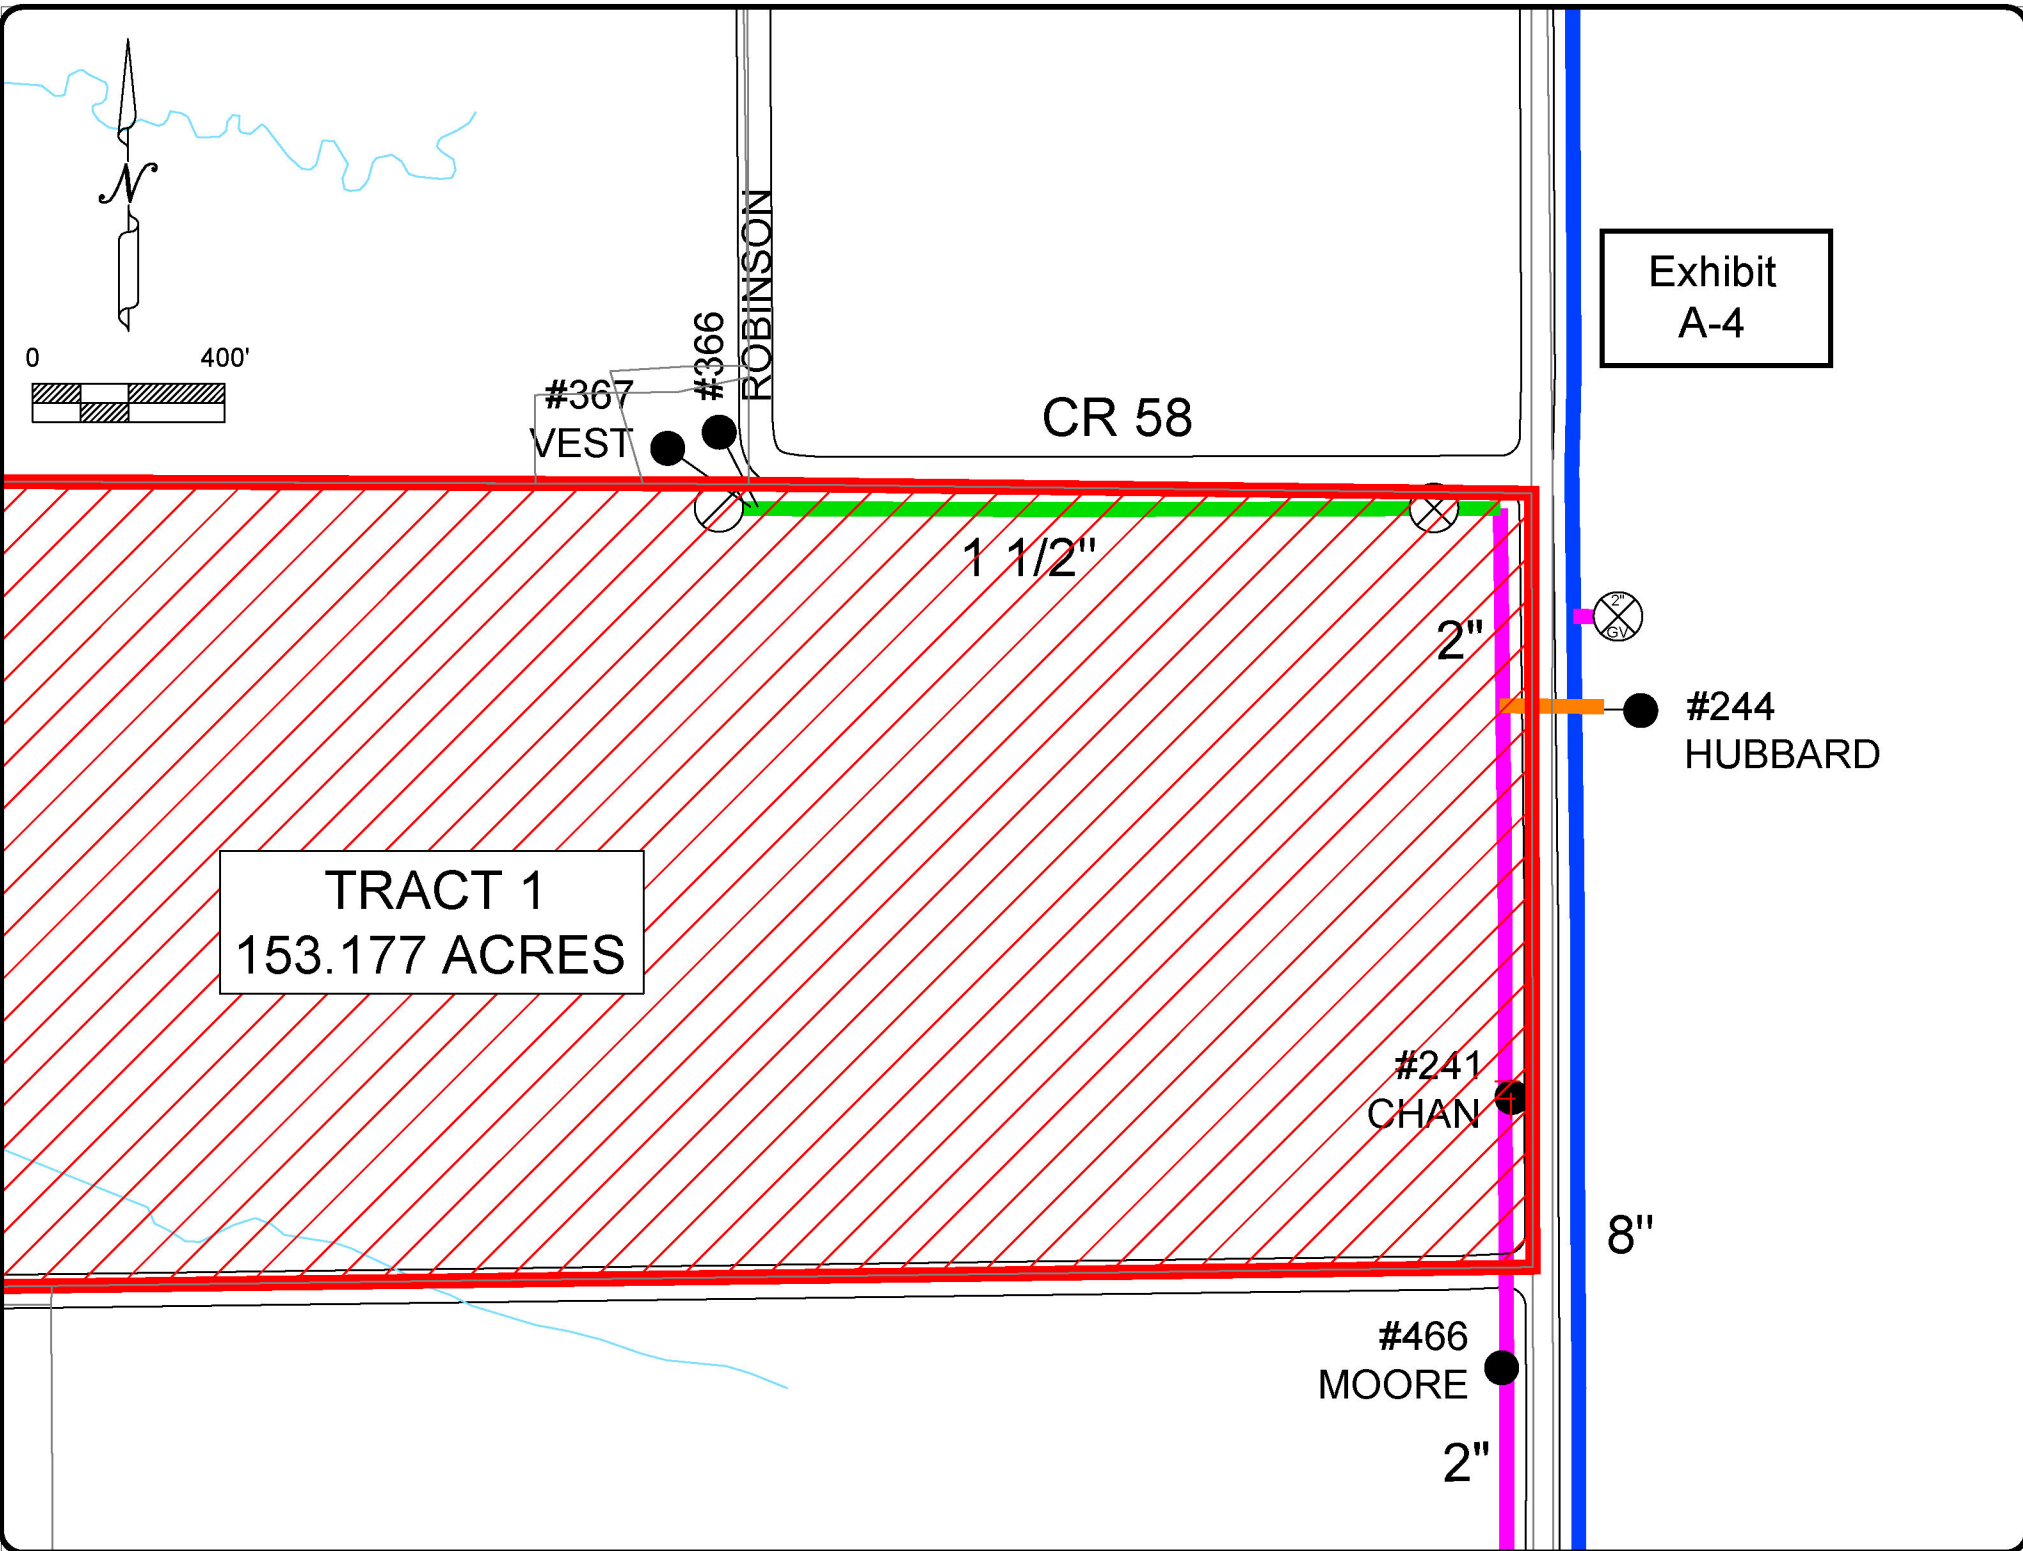 N
0 400'
ROBINSON
#366
#367
VEST
CR 58
Exhibit
A-4
1 1/2"
2"
2"
GV
#244
HUBBARD
TRACT 1
153.177 ACRES
#241
CHAN
8"
#466
MOORE
2"